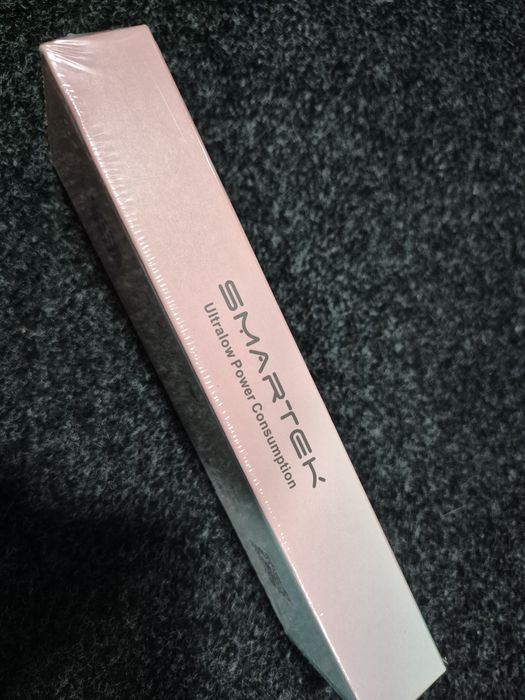 SMARTEK
Ultralow Power Consumption